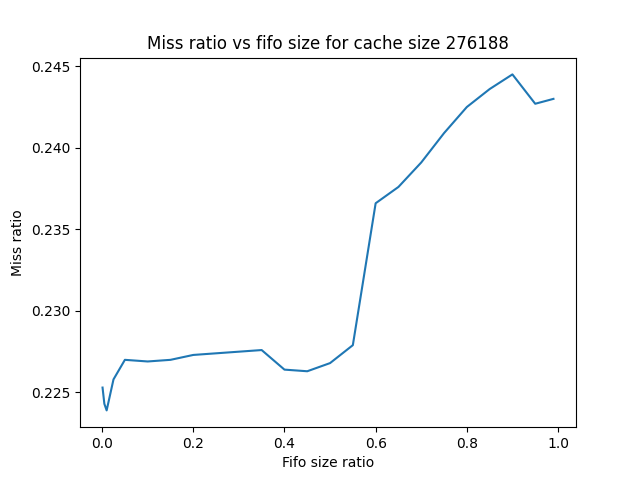 Miss ratio vs fifo size for cache size 276188
0.245
0.240
0.235
0.230
0.225
Miss ratio
0.0 0.2 0.4 0.6 0.8 1.0
Fifo size ratio